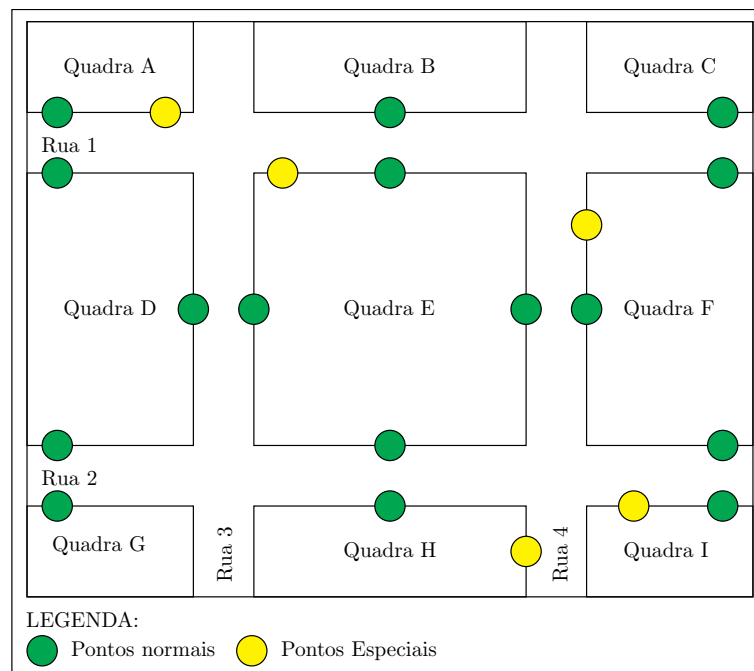 Quadra A
Quadra B
Quadra C
Rua 1
Quadra D
Quadra E
Quadra F
Rua 2
Quadra G
Rua 3
Quadra H
Rua 4
Quadra I
LEGENDA:
Pontos normais
Pontos Especiais